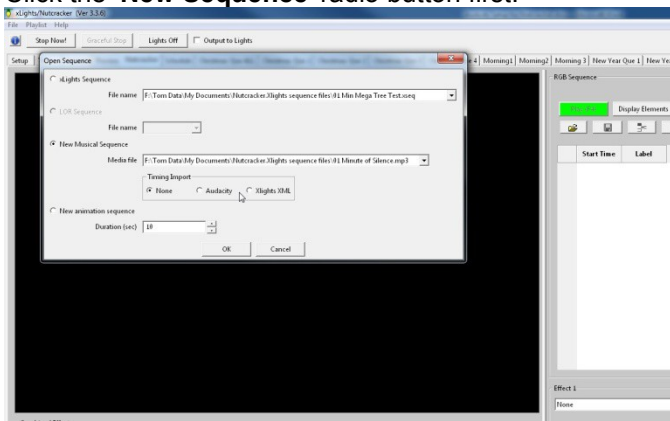 Click the 'New Sequence' radio button first.
xLights/Nutcracker (Ver 3.3.6)
File Playlist Help
Stop Now! Graceful Stop Lights Off Output to Lights
Setup Open Sequence Morning1 Morning2 Morning 3 New Year Que 1 New Ye
xLights Sequence
File name F:\Tom Data\My Documents\Nutcracker.Xlights sequence files\01 Min Mega Tree Test.xseq
LOR Sequence
File name
New Musical Sequence
Media file F:\Tom Data\My Documents\Nutcracker.Xlights sequence files\01 Minute of Silence.mp3
Timing Import
None Audacity Xlights XML
New animation sequence
Duration (sec) 10
OK Cancel
RGB Sequence
Display Elements
Start Time Label
Effect 1
None